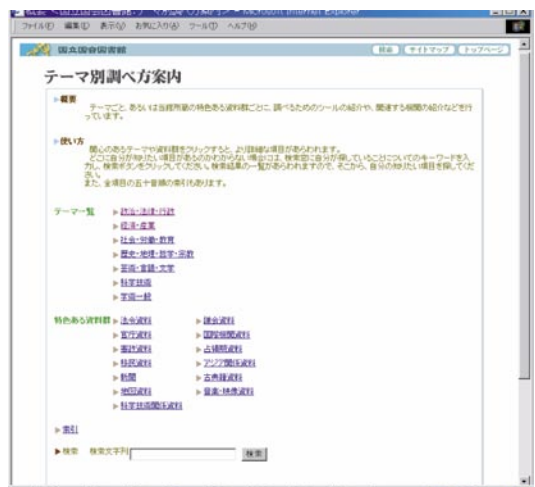 ファイル(F) 編集(E) 表示(V) お気に入り(A) ツール(T) ヘルプ(H)
国立国会図書館
検索 サイトマップ トップページ
テーマ別調べ方案内
概要
テーマごと、あるいは当館所蔵の特色ある資料群ごとに、調べるためのツールの紹介や、関連する機関の紹介などを行
っています。
使い方
関心のあるテーマや資料群をクリックすると、より詳細な項目があらわれます。
どこに自分が知りたい項目があるのかわからない場合には、検索窓に自分が探していることについてのキーワードを入
力し、検索ボタンをクリックしてください。検索結果の一覧があらわれますので、そこから、自分の知りたい項目を探してくだ
さい。
また、全項目の五十音順の索引もあります。
テーマ一覧 政治・法律・行政
経済・産業
社会・労働・教育
歴史・地理・哲学・宗教
芸術・言語・文学
科学技術
学術一般
特色ある資料群 法令資料 議会資料
官庁資料 国際機関資料
憲政資料 占領期資料
移民資料 アジア関係資料
新聞 古典籍資料
地図資料 音楽・映像資料
科学技術関係資料
索引
検索 検索文字列 検索